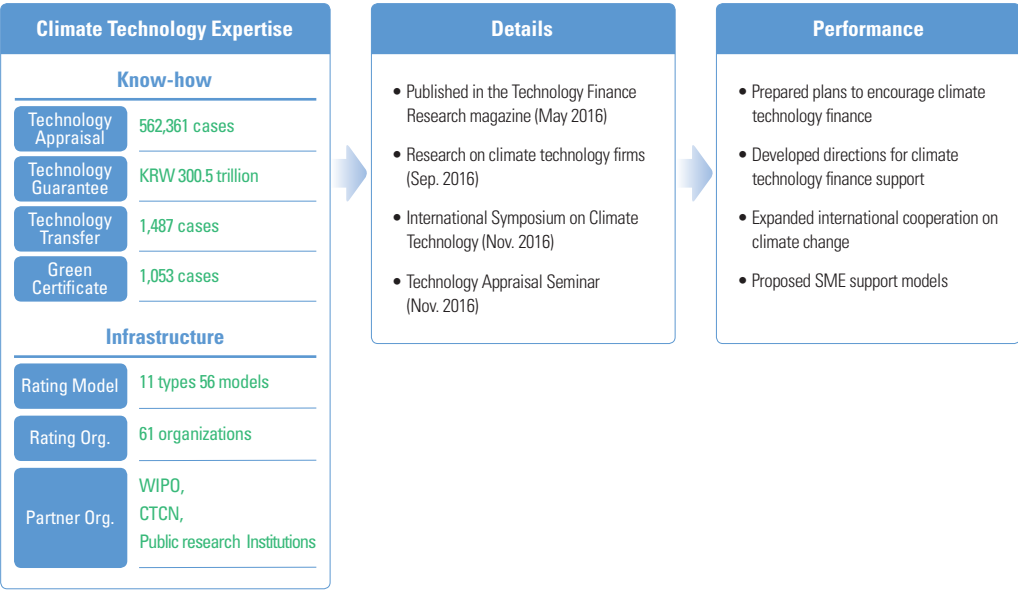 Climate Technology Expertise
Know-how
Technology
Appraisal
562,361 cases
Technology
Guarantee
KRW 300.5 trillion
Technology
Transfer
1,487 cases
Green
Certificate
1,053 cases
Infrastructure
Rating Model
11 types 56 models
Rating Org.
61 organizations
Partner Org.
WIPO,
CTCN,
Public research Institutions
Details
• Published in the Technology Finance
Research magazine (May 2016)
• Research on climate technology firms
(Sep. 2016)
• International Symposium on Climate
Technology (Nov. 2016)
• Technology Appraisal Seminar
(Nov. 2016)
Performance
• Prepared plans to encourage climate
technology finance
• Developed directions for climate
technology finance support
• Expanded international cooperation on
climate change
• Proposed SME support models